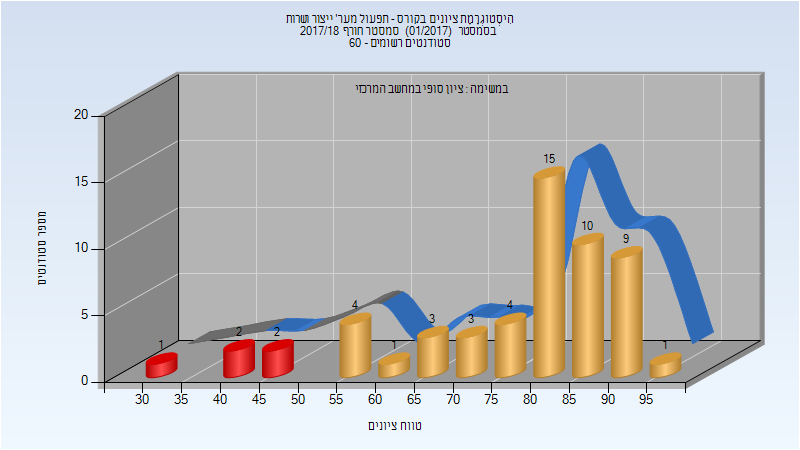 היסטוגרמת ציונים בקורס - תפעול מער' ייצור ושרות
בסמסטר (01/2017) סמסטר חורף 2017/18
סטודנטים רשומים - 60
במשימה : ציון סופי במחשב המרכזי
מספר סטודנטים
20
15
10
5
0
1
2
2
4
1
3
3
4
15
10
9
1
30 35 40 45 50 55 60 65 70 75 80 85 90 95
טווח ציונים